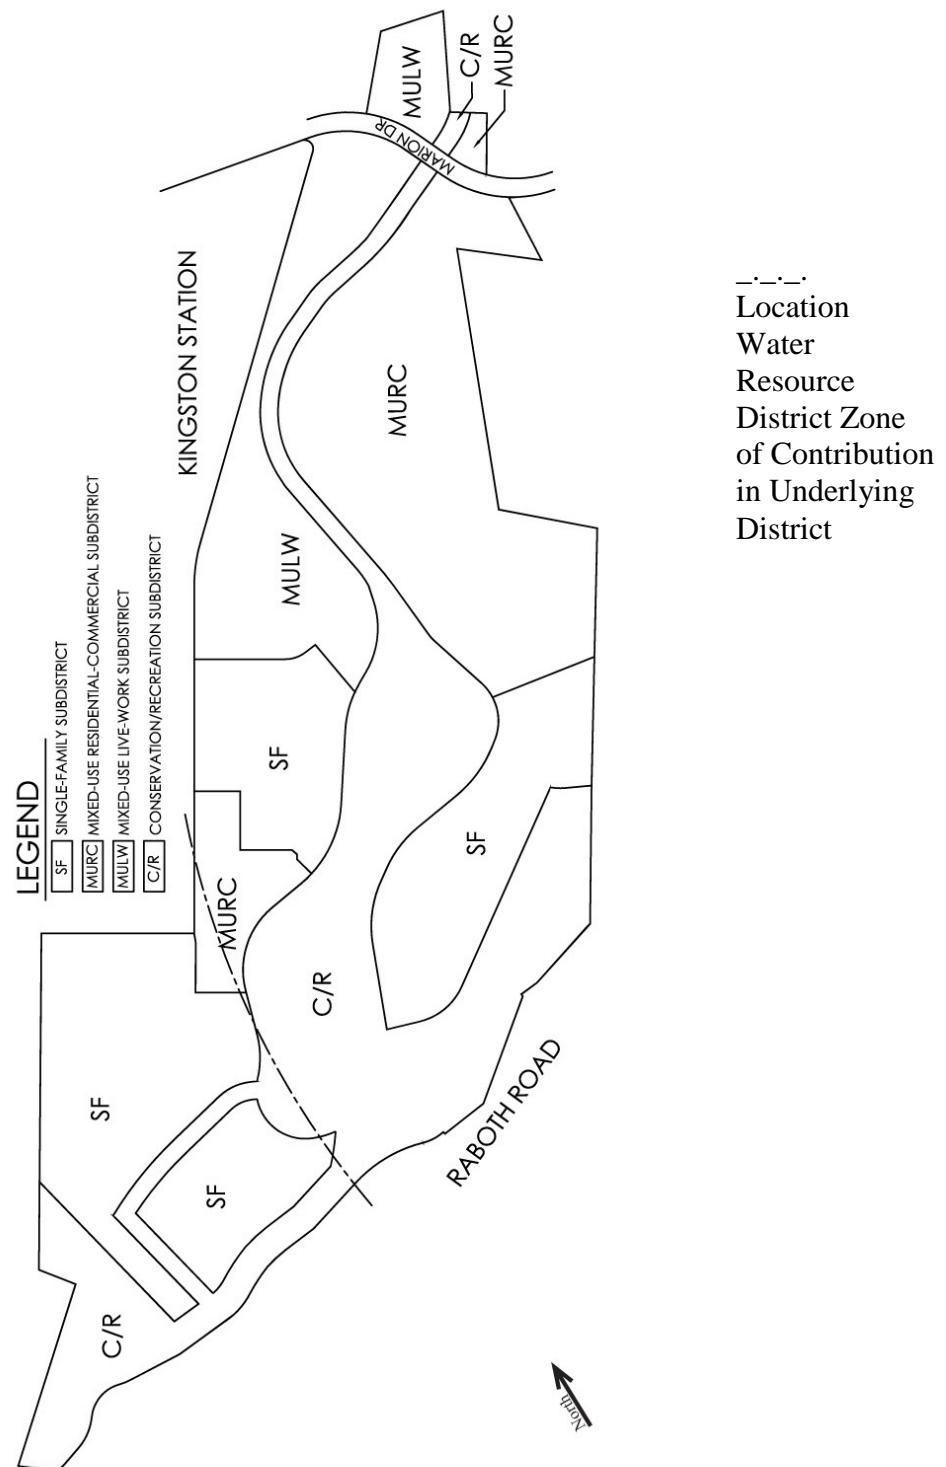 MULW
C/R
MURC
MARION DR
KINGSTON STATION
MURC
MULW
LEGEND
SF SINGLE-FAMILY SUBDISTRICT
MURC MIXED-USE RESIDENTIAL-COMMERCIAL SUBDISTRICT
MULW MIXED-USE LIVE-WORK SUBDISTRICT
C/R CONSERVATION/RECREATION SUBDISTRICT
SF
SF
MURC
C/R
SF
SF
C/R
RABOTH ROAD
North
_._._.
Location
Water
Resource
District Zone
of Contribution
in Underlying
District